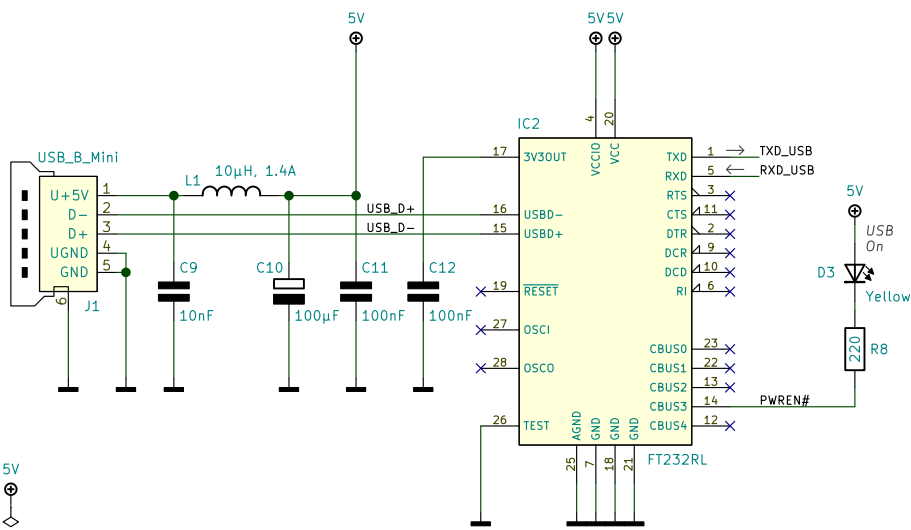 5V
5V 5V
IC2
4
20
USB_B_Mini
17
3V3OUT
VCCIO
VCC
TXD
1
TXD_USB
10µH, 1.4A
L1
RXD
5
RXD_USB
U+5V
1
RTS
3
5V
D-
2
USB_D+
16
USBD-
CTS
11
D+
3
USB_D-
15
USBD+
DTR
2
USB
On
UGND
4
DCR
9
GND
5
C9
C10
C11
C12
DCD
10
D3
6
J1
19
RESET
RI
6
Yellow
10nF
100µF
100nF
100nF
27
OSCI
CBUS0
23
220
R8
28
OSCO
CBUS1
22
CBUS2
13
CBUS3
14
PWREN#
26
TEST
AGND
GND
GND
GND
CBUS4
12
25
7
18
21
FT232RL
5V